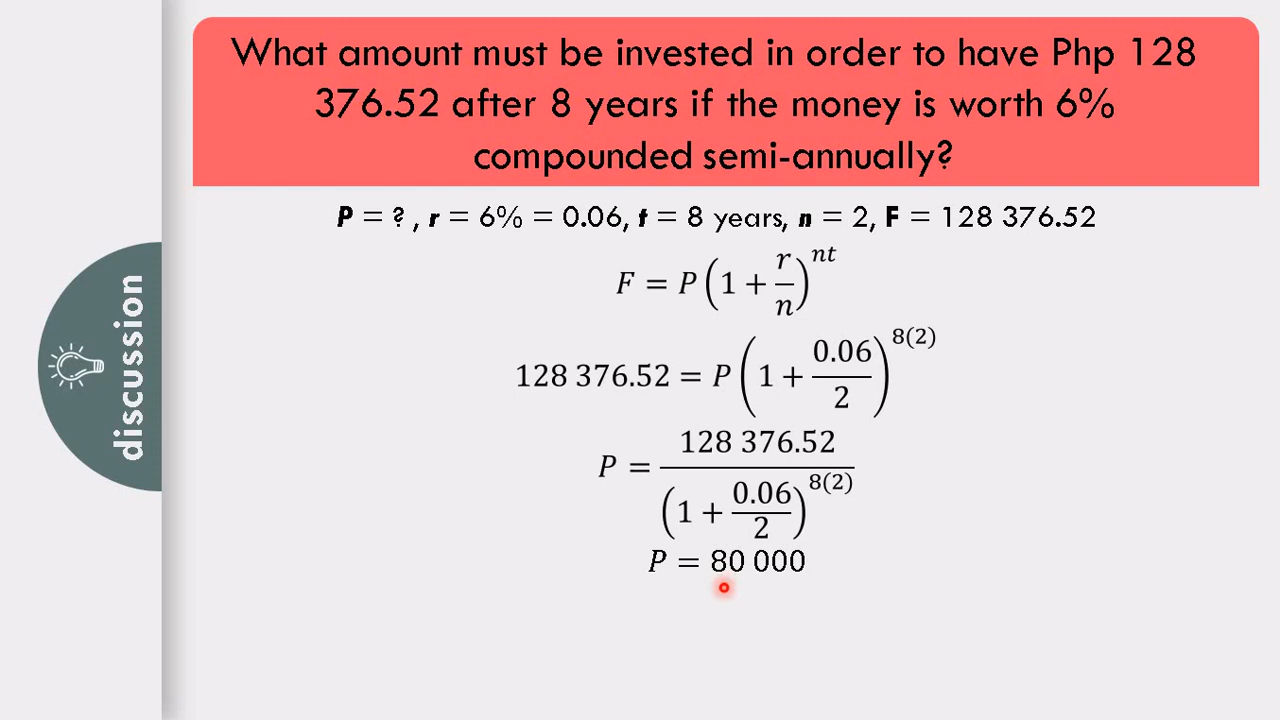 What amount must be invested in order to have Php 128
376.52 after 8 years if the money is worth 6%
compounded semi-annually?
P = ? , r = 6% = 0.06, t = 8 years, n = 2, F = 128 376.52
F = P(1 + r/n)^{nt}
128 376.52 = P(1 + 0.06/2)^{8(2)}
P = 128 376.52 / (1 + 0.06/2)^{8(2)}
P = 80 000
discussion